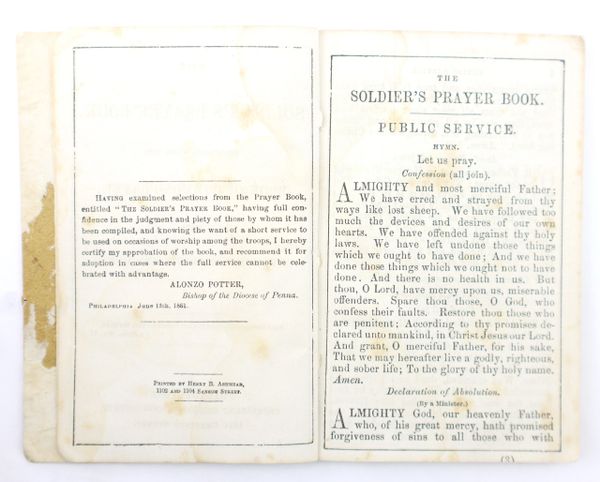 HAVING examined selections from the Prayer Book,
entitled "THE SOLDIER'S PRAYER BOOK," having full con-
fidence in the judgment and piety of those by whom it has
been compiled, and knowing the want of a short service to
be used on occasions of worship among the troops, I hereby
certify my approbation of the book, and recommend it for
adoption in cases where the full service cannot be cele-
brated with advantage.
ALONZO POTTER,
Bishop of the Diocese of Penna.
PHILADELPHIA June 15th, 1861.
PRINTED BY HENRY B. ASHMEAD,
1102 AND 1104 SANSOM STREET.
THE
SOLDIER'S PRAYER BOOK.
PUBLIC SERVICE.
HYMN.
Let us pray.
Confession (all join).
ALMIGHTY and most merciful Father;
We have erred and strayed from thy
ways like lost sheep. We have followed too
much the devices and desires of our own
hearts. We have offended against thy holy
laws. We have left undone those things
which we ought to have done; And we have
done those things which we ought not to have
done. And there is no health in us. But
thou, O Lord, have mercy upon us, miserable
offenders. Spare thou those, O God, who
confess their faults. Restore thou those who
are penitent; According to thy promises de-
clared unto mankind, in Christ Jesus our Lord.
And grant, O merciful Father, for his sake,
That we may hereafter live a godly, righteous,
and sober life; To the glory of thy holy name.
Amen.
Declaration of Absolution.
(By a Minister.)
ALMIGHTY God, our heavenly Father,
who, of his great mercy, hath promised
forgiveness of sins to all those who with
(3)